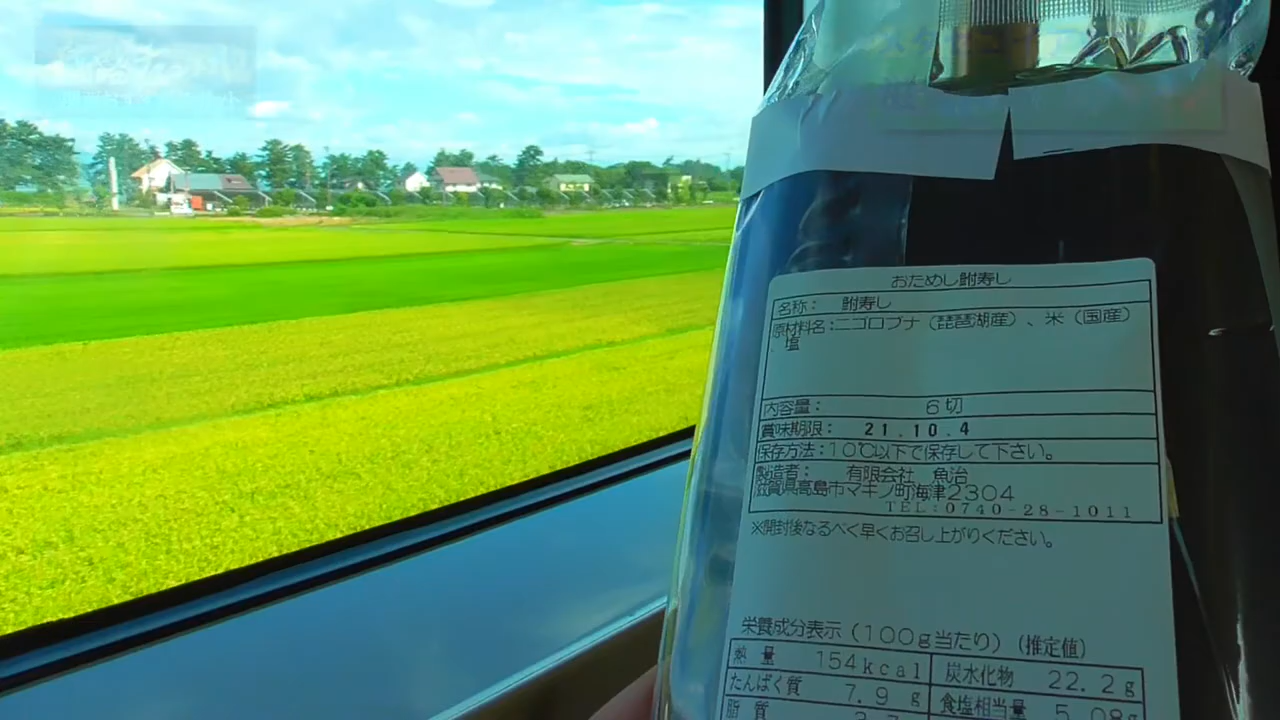 おためし鮒寿し
名称： 鮒寿し
原材料名：ニゴロブナ（琵琶湖産）、米（国産）
、塩
内容量： 6切
賞味期限： 21.10.4
保存方法：10℃以下で保存して下さい。
製造者： 有限会社 魚治
滋賀県高島市マキノ町海津2304
TEL:0740-28-1011
※開封後なるべく早くお召し上がりください。
栄養成分表示（100g当たり）（推定値）
熱量 154kcal 炭水化物 22.2g
たんぱく質 7.9g 食塩相当量 5.08g
脂質